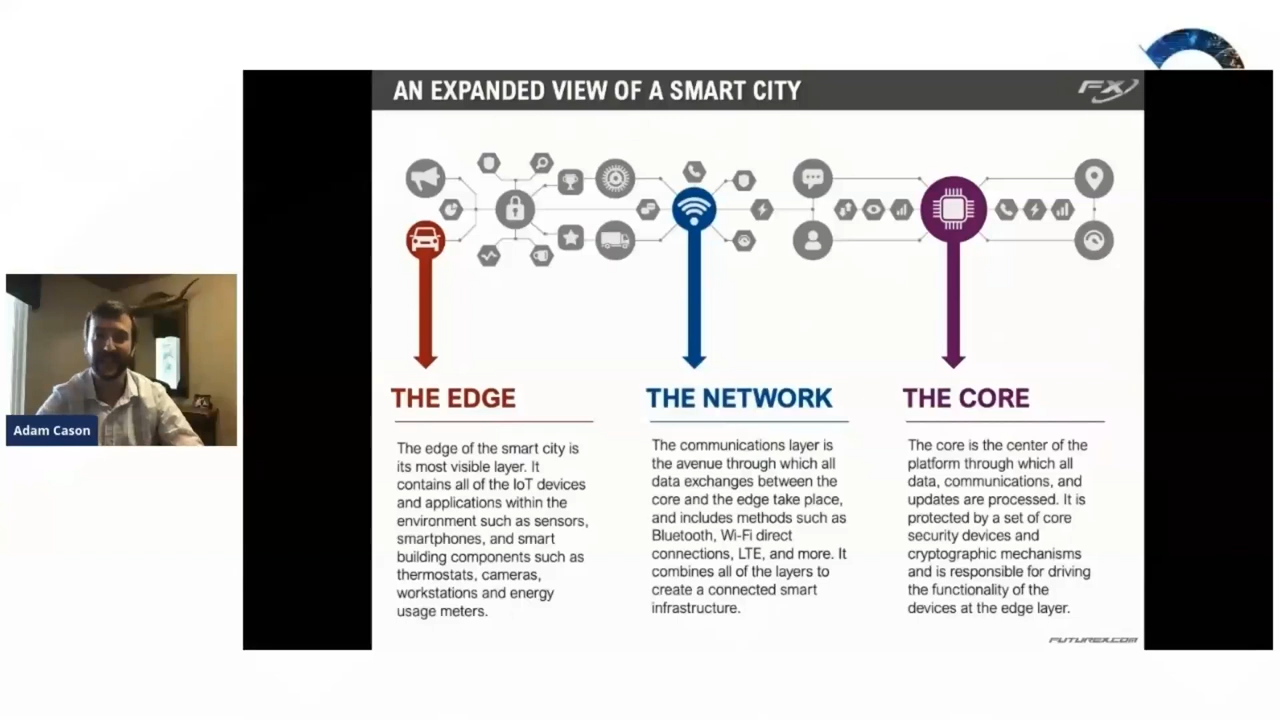 AN EXPANDED VIEW OF A SMART CITY
FX
Adam Cason
THE EDGE
The edge of the smart city is
its most visible layer. It
contains all of the IoT devices
and applications within the
environment such as sensors,
smartphones, and smart
building components such as
thermostats, cameras,
workstations and energy
usage meters.
THE NETWORK
The communications layer is
the avenue through which all
data exchanges between the
core and the edge take place,
and includes methods such as
Bluetooth, Wi-Fi direct
connections, LTE, and more. It
combines all of the layers to
create a connected smart
infrastructure.
THE CORE
The core is the center of the
platform through which all
data, communications, and
updates are processed. It is
protected by a set of core
security devices and
cryptographic mechanisms
and is responsible for driving
the functionality of the
devices at the edge layer.
FUTUREX.COM